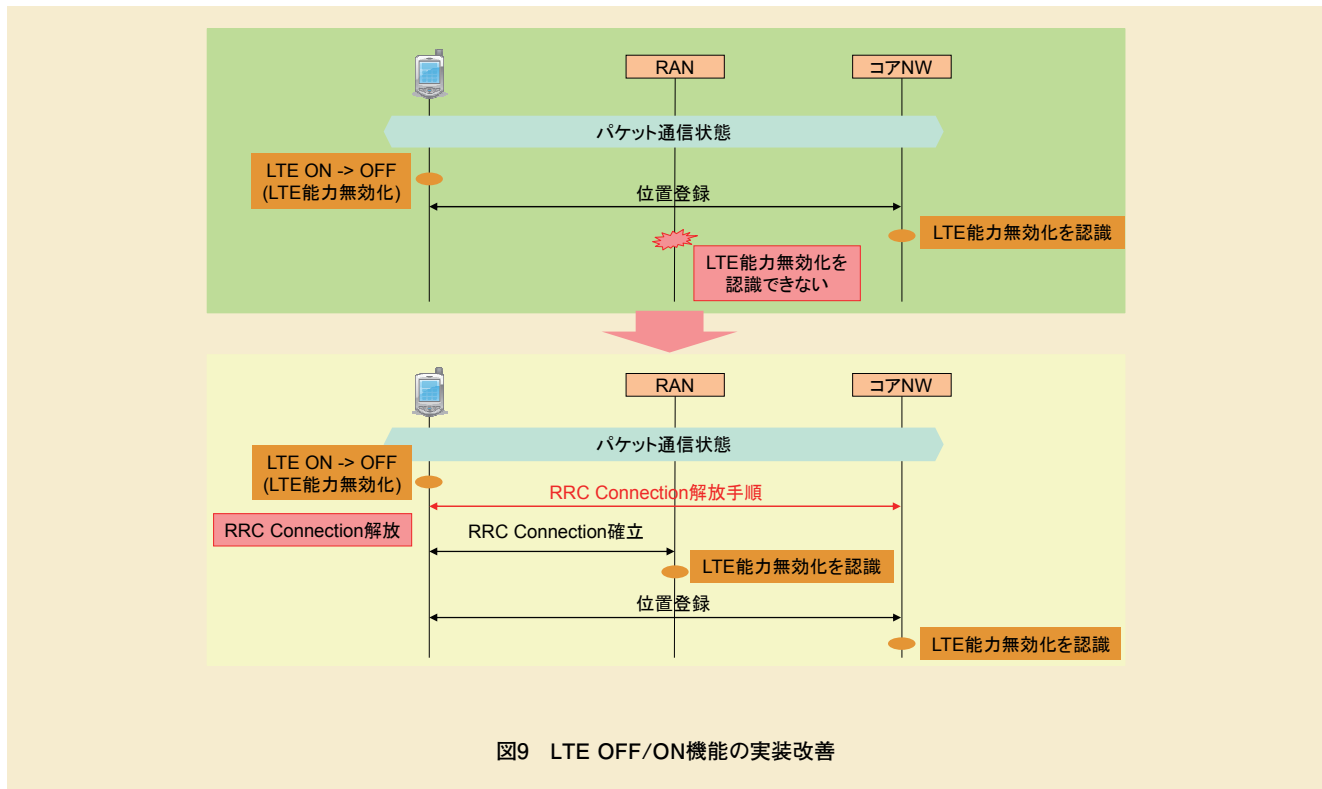 RAN
コアNW
パケット通信状態
LTE ON -> OFF
(LTE能力無効化)
位置登録
LTE能力無効化を認識
LTE能力無効化を
認識できない
RAN
コアNW
パケット通信状態
LTE ON -> OFF
(LTE能力無効化)
RRC Connection解放手順
RRC Connection解放
RRC Connection確立
LTE能力無効化を認識
位置登録
LTE能力無効化を認識
図9 LTE OFF/ON機能の実装改善